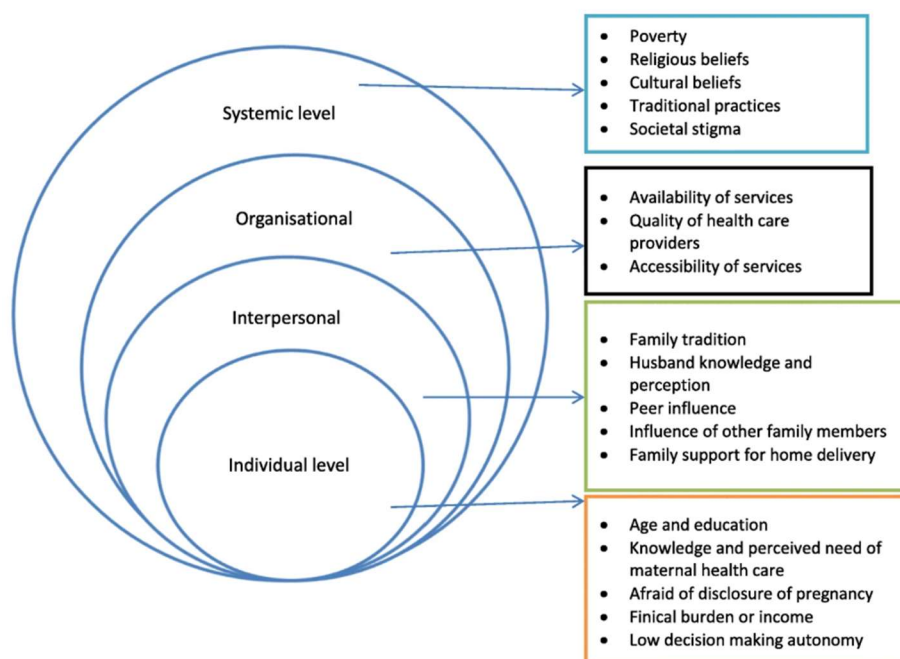 Systemic level
Organisational
Interpersonal
Individual level
• Poverty
• Religious beliefs
• Cultural beliefs
• Traditional practices
• Societal stigma
• Availability of services
• Quality of health care
providers
• Accessibility of services
• Family tradition
• Husband knowledge and
perception
• Peer influence
• Influence of other family members
• Family support for home delivery
• Age and education
• Knowledge and perceived need of
maternal health care
• Afraid of disclosure of pregnancy
• Finical burden or income
• Low decision making autonomy